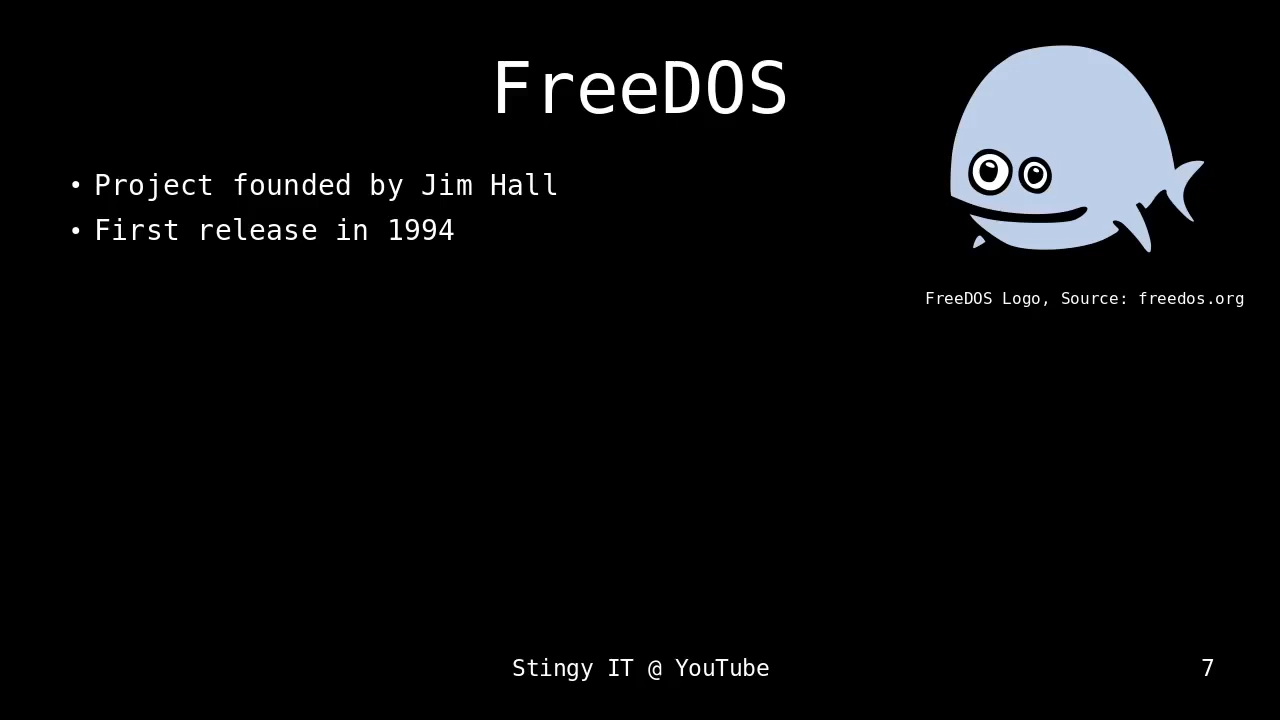 FreeDOS
• Project founded by Jim Hall
• First release in 1994
FreeDOS Logo, Source: freedos.org
Stingy IT @ YouTube
7